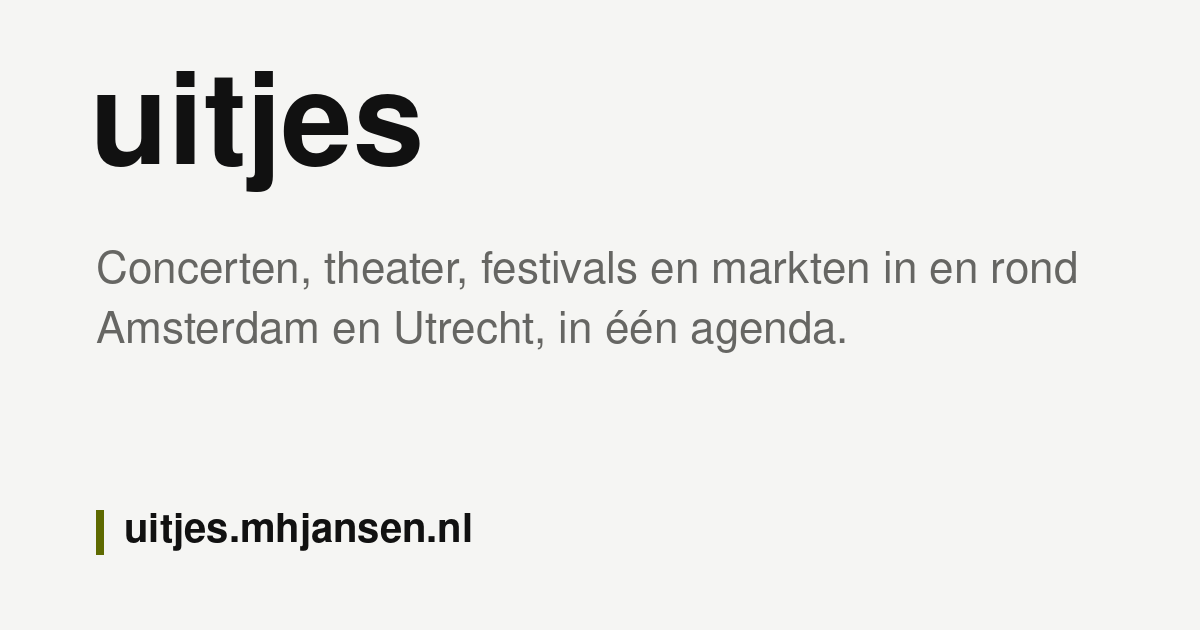 uitjes
Concerten, theater, festivals en markten in en rond
Amsterdam en Utrecht, in één agenda.
uitjes.mhjansen.nl